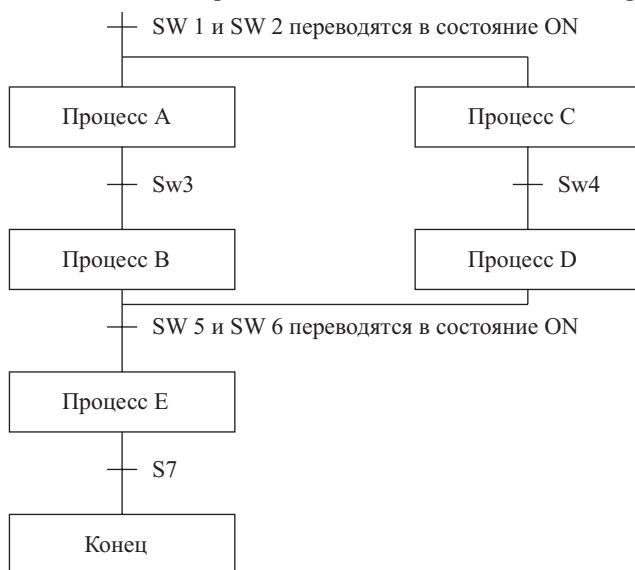 SW 1 и SW 2 переводятся в состояние ON
Процесс A
Процесс C
Sw3
Sw4
Процесс B
Процесс D
SW 5 и SW 6 переводятся в состояние ON
Процесс E
S7
Конец